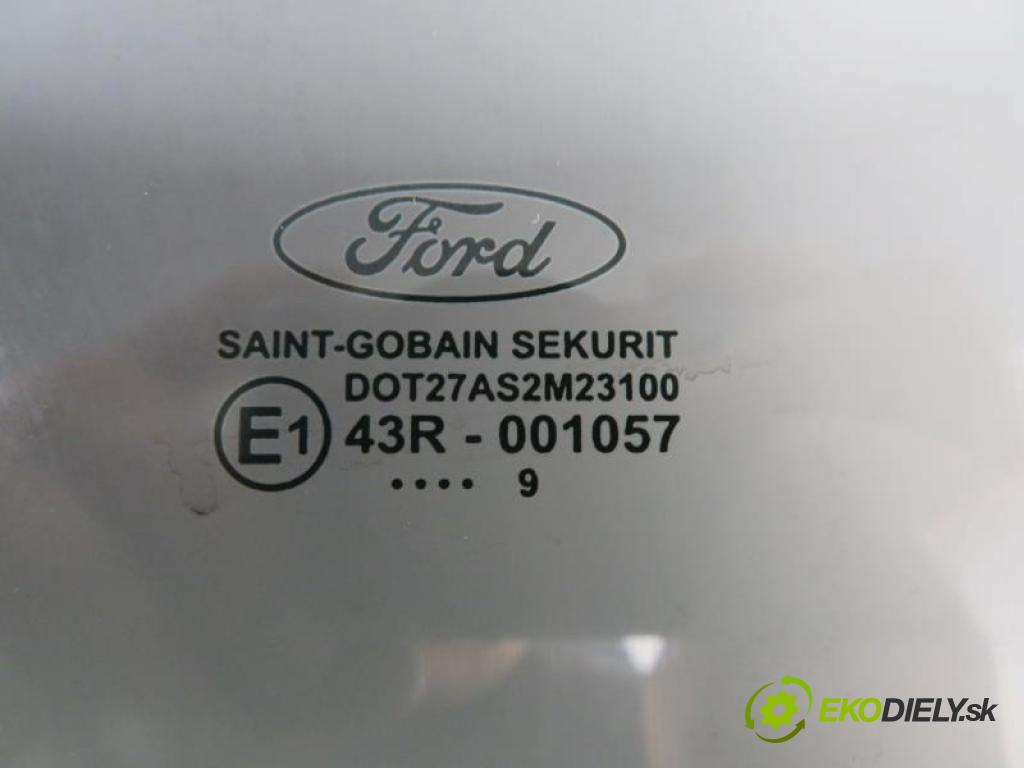 Ford
SAINT-GOBAIN SEKURIT
DOT27AS2M23100
E1 43R - 001057
.... 9
EKODIELY.sk